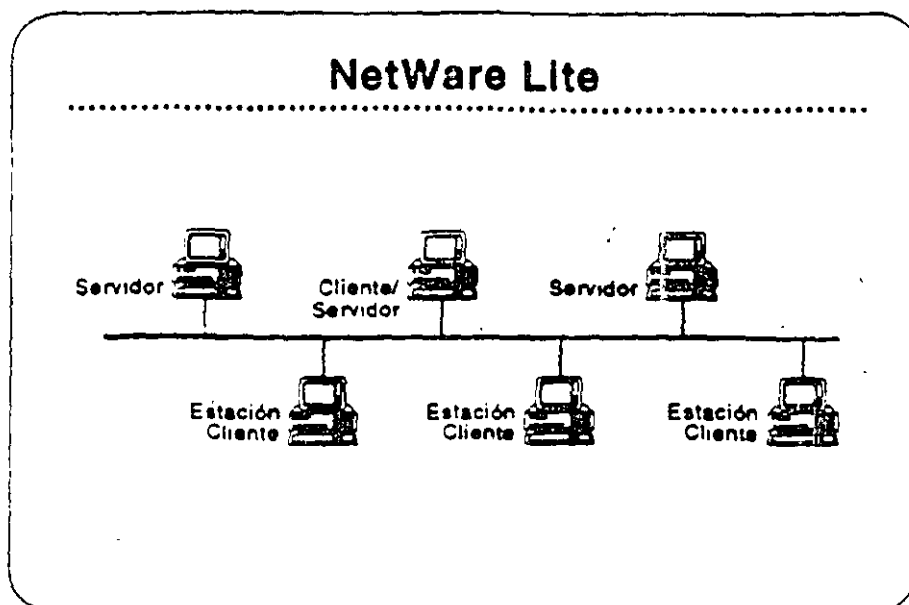 NetWare Lite
Servidor
Cliente/
Servidor
Servidor
Estación
Cliente
Estación
Cliente
Estación
Cliente